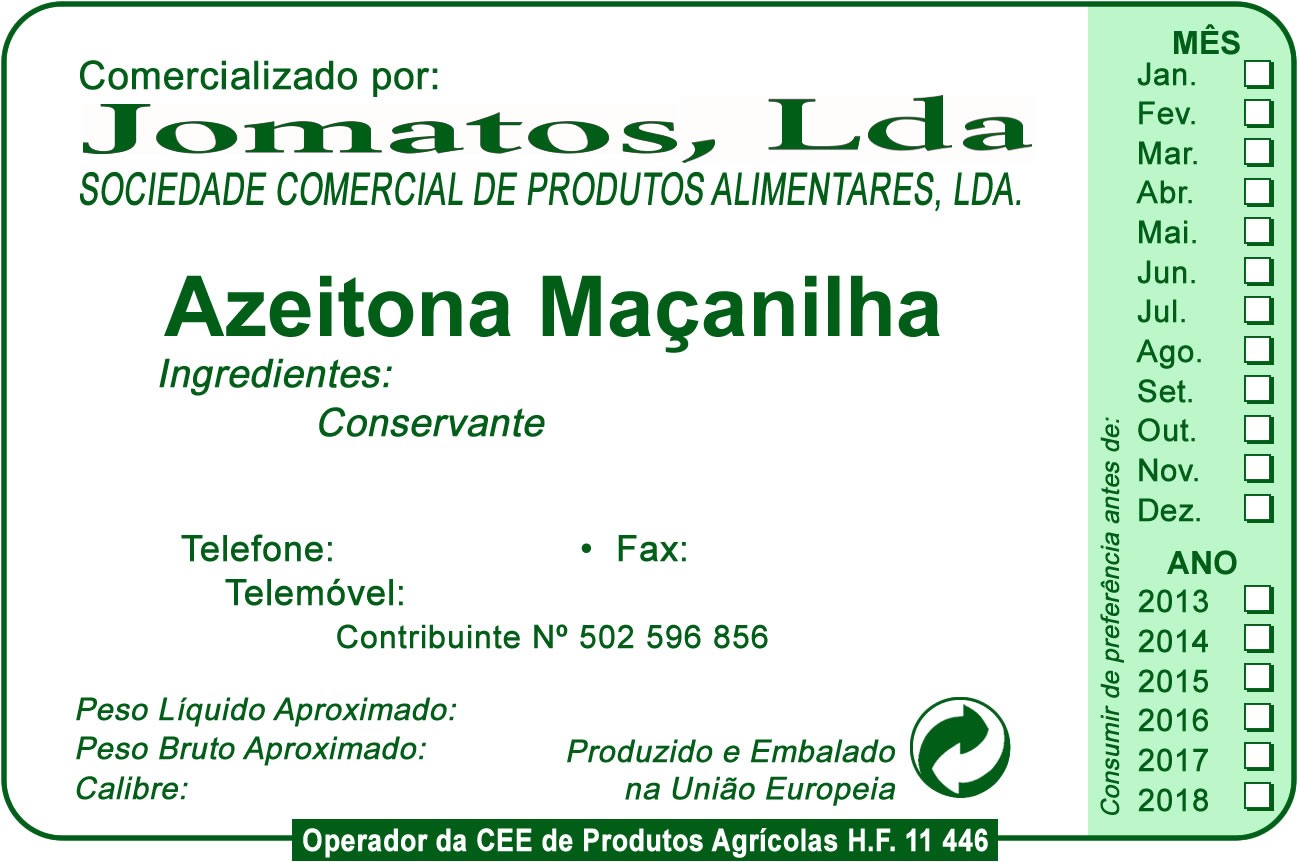 Comercializado por:
Jomatos, Lda
SOCIEDADE COMERCIAL DE PRODUTOS ALIMENTARES, LDA.
Azeitona Maçanilha
Ingredientes:
Conservante
Telefone: • Fax:
Telemóvel:
Contribuinte Nº 502 596 856
Peso Líquido Aproximado:
Peso Bruto Aproximado:
Calibre:
Produzido e Embalado
na União Europeia
Operador da CEE de Produtos Agrícolas H.F. 11 446
Consumir de preferência antes de:
MÊS
Jan.
Fev.
Mar.
Abr.
Mai.
Jun.
Jul.
Ago.
Set.
Out.
Nov.
Dez.
ANO
2013
2014
2015
2016
2017
2018